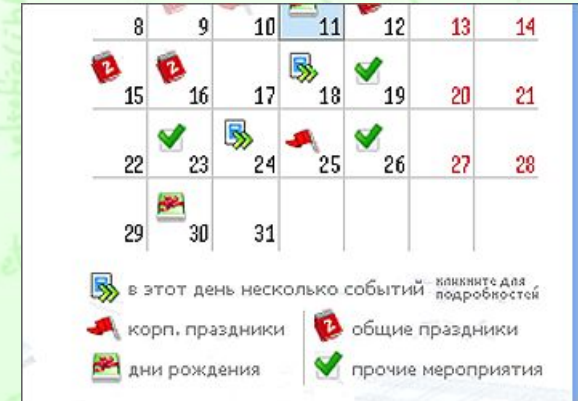 8 9 10 11 12 13 14
15 16 17 18 19 20 21
22 23 24 25 26 27 28
29 30 31
в этот день несколько событий кликните для
подробностей
корп. праздники общие праздники
дни рождения прочие мероприятия